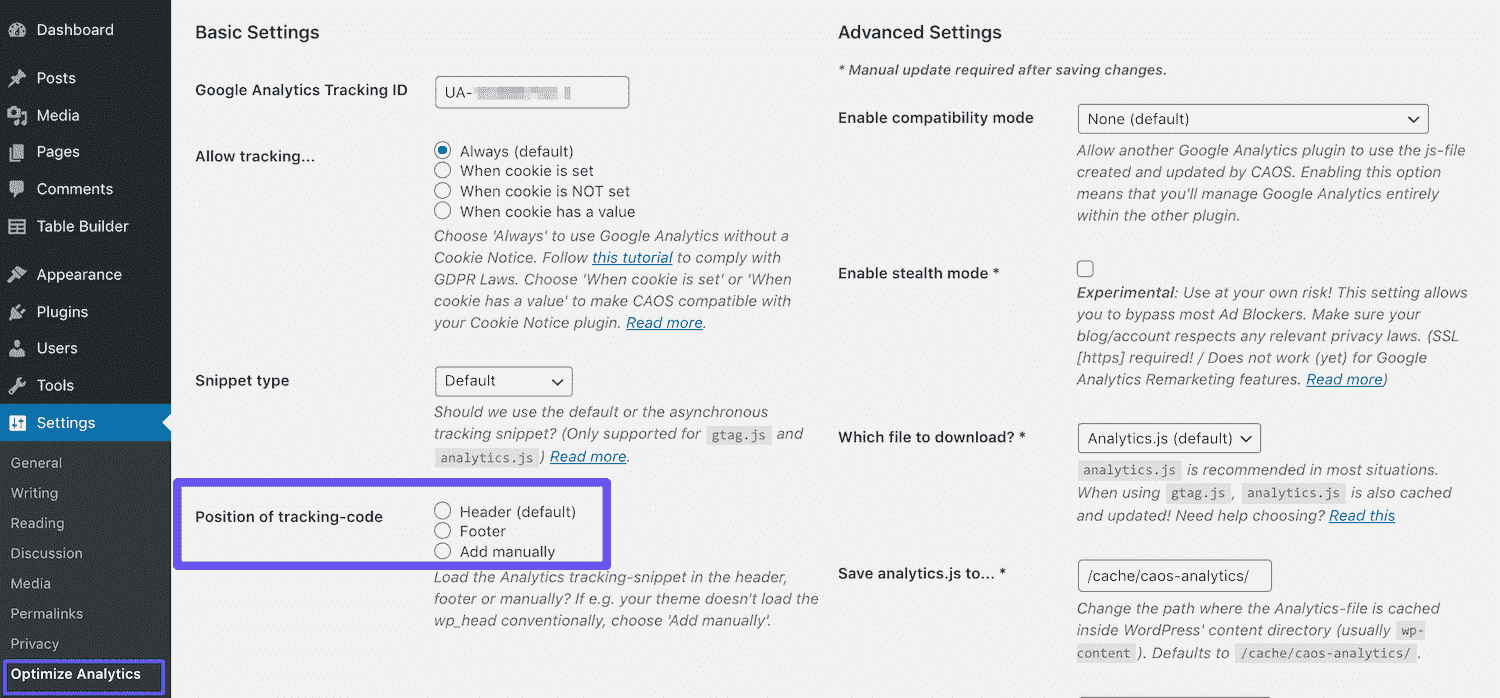 Dashboard
Posts
Media
Pages
Comments
Table Builder
Appearance
Plugins
Users
Tools
Settings
General
Writing
Reading
Discussion
Media
Permalinks
Privacy
Optimize Analytics
Basic Settings
Google Analytics Tracking ID
UA-
Allow tracking...
Always (default)
When cookie is set
When cookie is NOT set
When cookie has a value
Choose 'Always' to use Google Analytics without a
Cookie Notice. Follow this tutorial to comply with
GDPR Laws. Choose 'When cookie is set' or 'When
cookie has a value' to make CAOS compatible with
your Cookie Notice plugin. Read more.
Snippet type
Default
Should we use the default or the asynchronous
tracking snippet? (Only supported for gtag.js and
analytics.js) Read more.
Position of tracking-code
Header (default)
Footer
Add manually
Load the Analytics tracking-snippet in the header,
footer or manually? If e.g. your theme doesn't load the
wp_head conventionally, choose 'Add manually'.
Advanced Settings
* Manual update required after saving changes.
Enable compatibility mode
None (default)
Allow another Google Analytics plugin to use the js-file
created and updated by CAOS. Enabling this option
means that you'll manage Google Analytics entirely
within the other plugin.
Enable stealth mode *
Experimental: Use at your own risk! This setting allows
you to bypass most Ad Blockers. Make sure your
blog/account respects any relevant privacy laws. (SSL
[https] required! / Does not work (yet) for Google
Analytics Remarketing features. Read more)
Which file to download? *
Analytics.js (default)
analytics.js is recommended in most situations.
When using gtag.js, analytics.js is also cached
and updated! Need help choosing? Read this
Save analytics.js to... *
/cache/caos-analytics/
Change the path where the Analytics-file is cached
inside WordPress' content directory (usually wp-
content). Defaults to /cache/caos-analytics/.